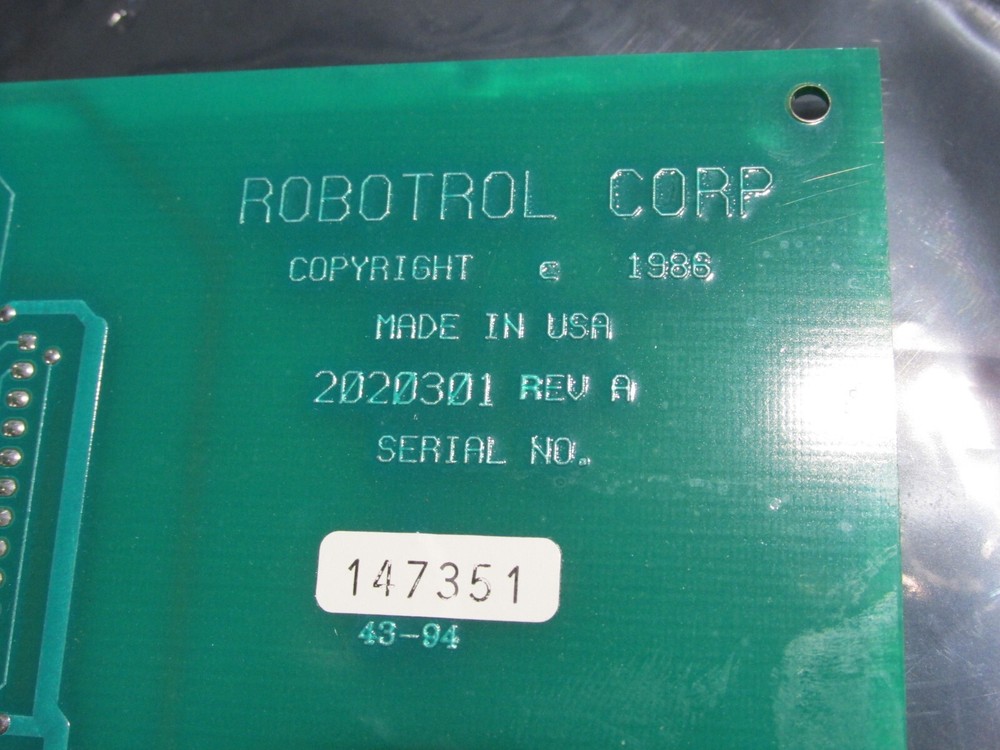 ROBOTROL CORP
COPYRIGHT © 1986
MADE IN USA
2020301 REV A
SERIAL NO.
147351
43-94